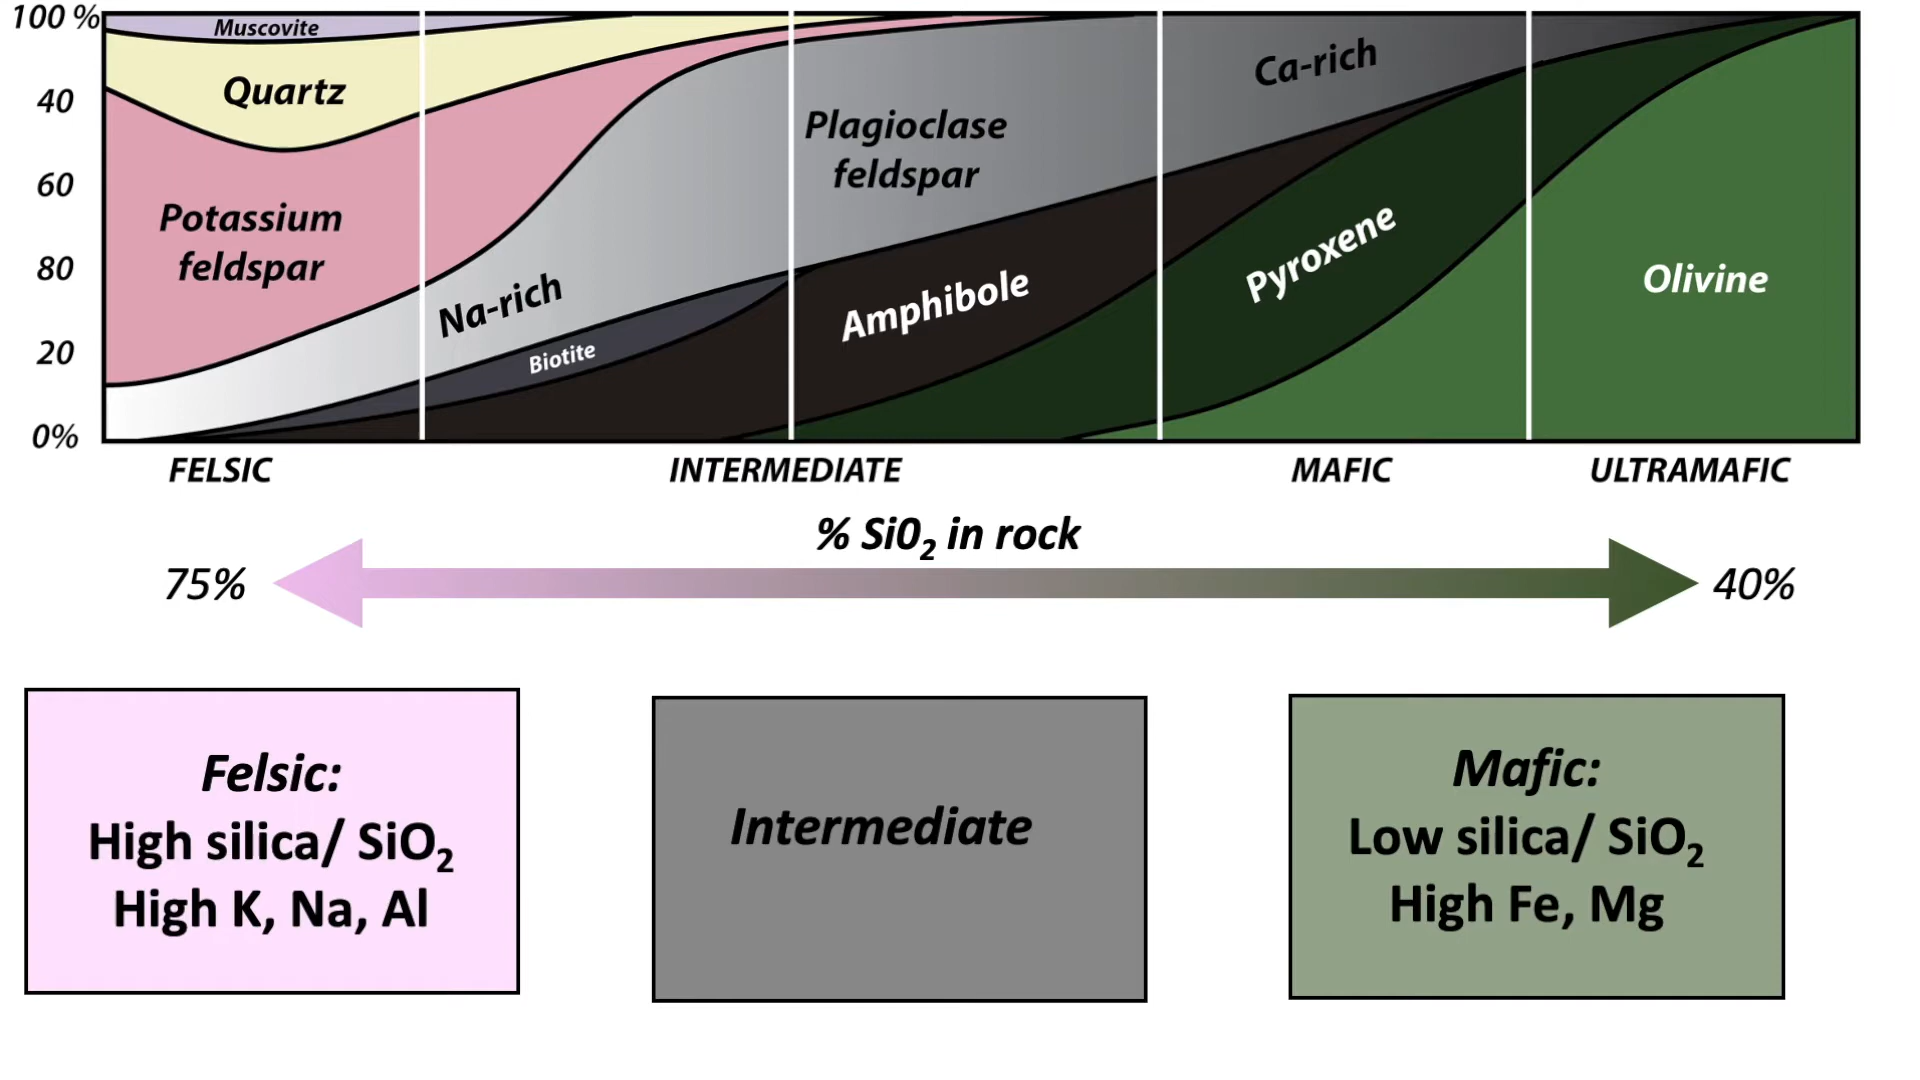 100 %
Muscovite
Quartz
40
60
80
20
0%
Potassium
feldspar
Na-rich
Biotite
Plagioclase
feldspar
Amphibole
Ca-rich
Pyroxene
Olivine
FELSIC INTERMEDIATE MAFIC ULTRAMAFIC
% Si0₂ in rock
75% 40%
Felsic:
High silica/ SiO₂
High K, Na, Al
Intermediate
Mafic:
Low silica/ SiO₂
High Fe, Mg